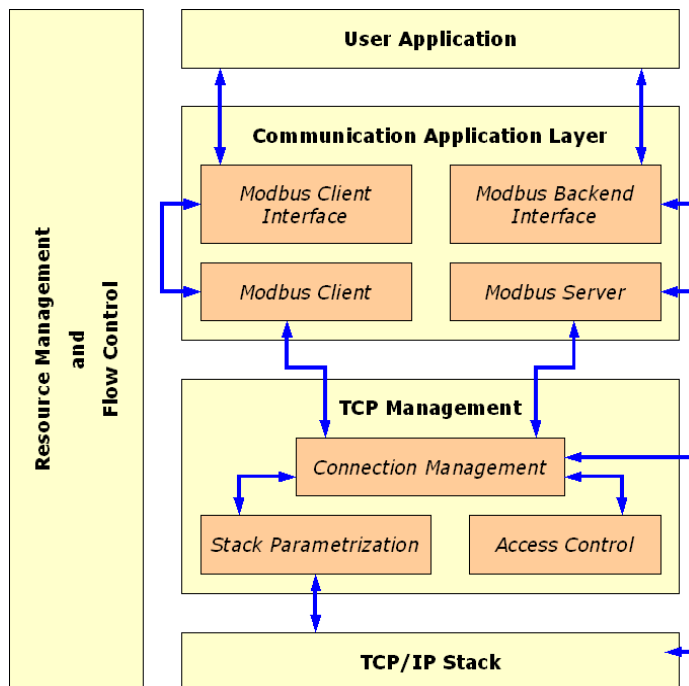 Resource Management
and
Flow Control
User Application
Communication Application Layer
Modbus Client
Interface
Modbus Backend
Interface
Modbus Client
Modbus Server
TCP Management
Connection Management
Stack Parametrization
Access Control
TCP/IP Stack